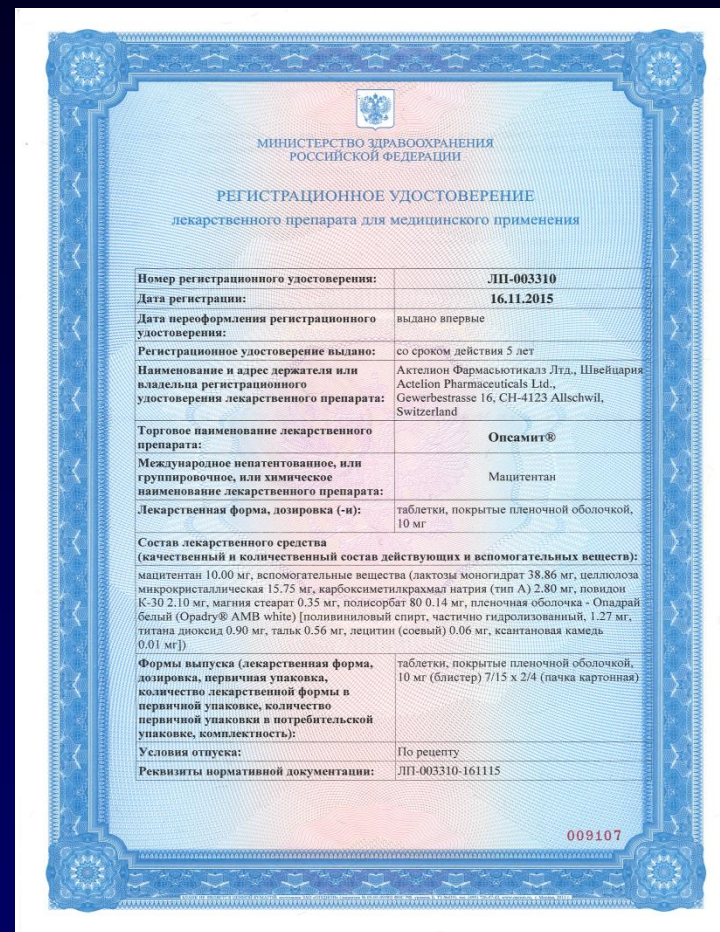 МИНИСТЕРСТВО ЗДРАВООХРАНЕНИЯ
РОССИЙСКОЙ ФЕДЕРАЦИИ
РЕГИСТРАЦИОННОЕ УДОСТОВЕРЕНИЕ
лекарственного препарата для медицинского применения
Номер регистрационного удостоверения: ЛП-003310
Дата регистрации: 16.11.2015
Дата переоформления регистрационного
удостоверения:
выдано впервые
Регистрационное удостоверение выдано: со сроком действия 5 лет
Наименование и адрес держателя или
владельца регистрационного
удостоверения лекарственного препарата:
Актелион Фармасьютикалз Лтд., Швейцария
Actelion Pharmaceuticals Ltd.,
Gewerbestrasse 16, CH-4123 Allschwil,
Switzerland
Торговое наименование лекарственного
препарата:
Опсамит®
Международное непатентованное, или
группировочное, или химическое
наименование лекарственного препарата:
Мацитентан
Лекарственная форма, дозировка (-и):
таблетки, покрытые пленочной оболочкой,
10 мг
Состав лекарственного средства
(качественный и количественный состав действующих и вспомогательных веществ):
мацитентан 10.00 мг, вспомогательные вещества (лактозы моногидрат 38.86 мг, целлюлоза
микрокристаллическая 15.75 мг, карбоксиметилкрахмал натрия (тип А) 2.80 мг, повидон
К-30 2.10 мг, магния стеарат 0.35 мг, полисорбат 80 0.14 мг, пленочная оболочка - Опадрай
белый (Opadry® AMB white) [поливиниловый спирт, частично гидролизованный, 1.27 мг,
титана диоксид 0.90 мг, тальк 0.56 мг, лецитин (соевый) 0.06 мг, ксантановая камедь
0.01 мг])
Формы выпуска (лекарственная форма,
дозировка, первичная упаковка,
количество лекарственной формы в
первичной упаковке, количество
первичной упаковки в потребительской
упаковке, комплектность):
таблетки, покрытые пленочной оболочкой,
10 мг (блистер) 7/15 x 2/4 (пачка картонная)
Условия отпуска: По рецепту
Реквизиты нормативной документации: ЛП-003310-161115
009107